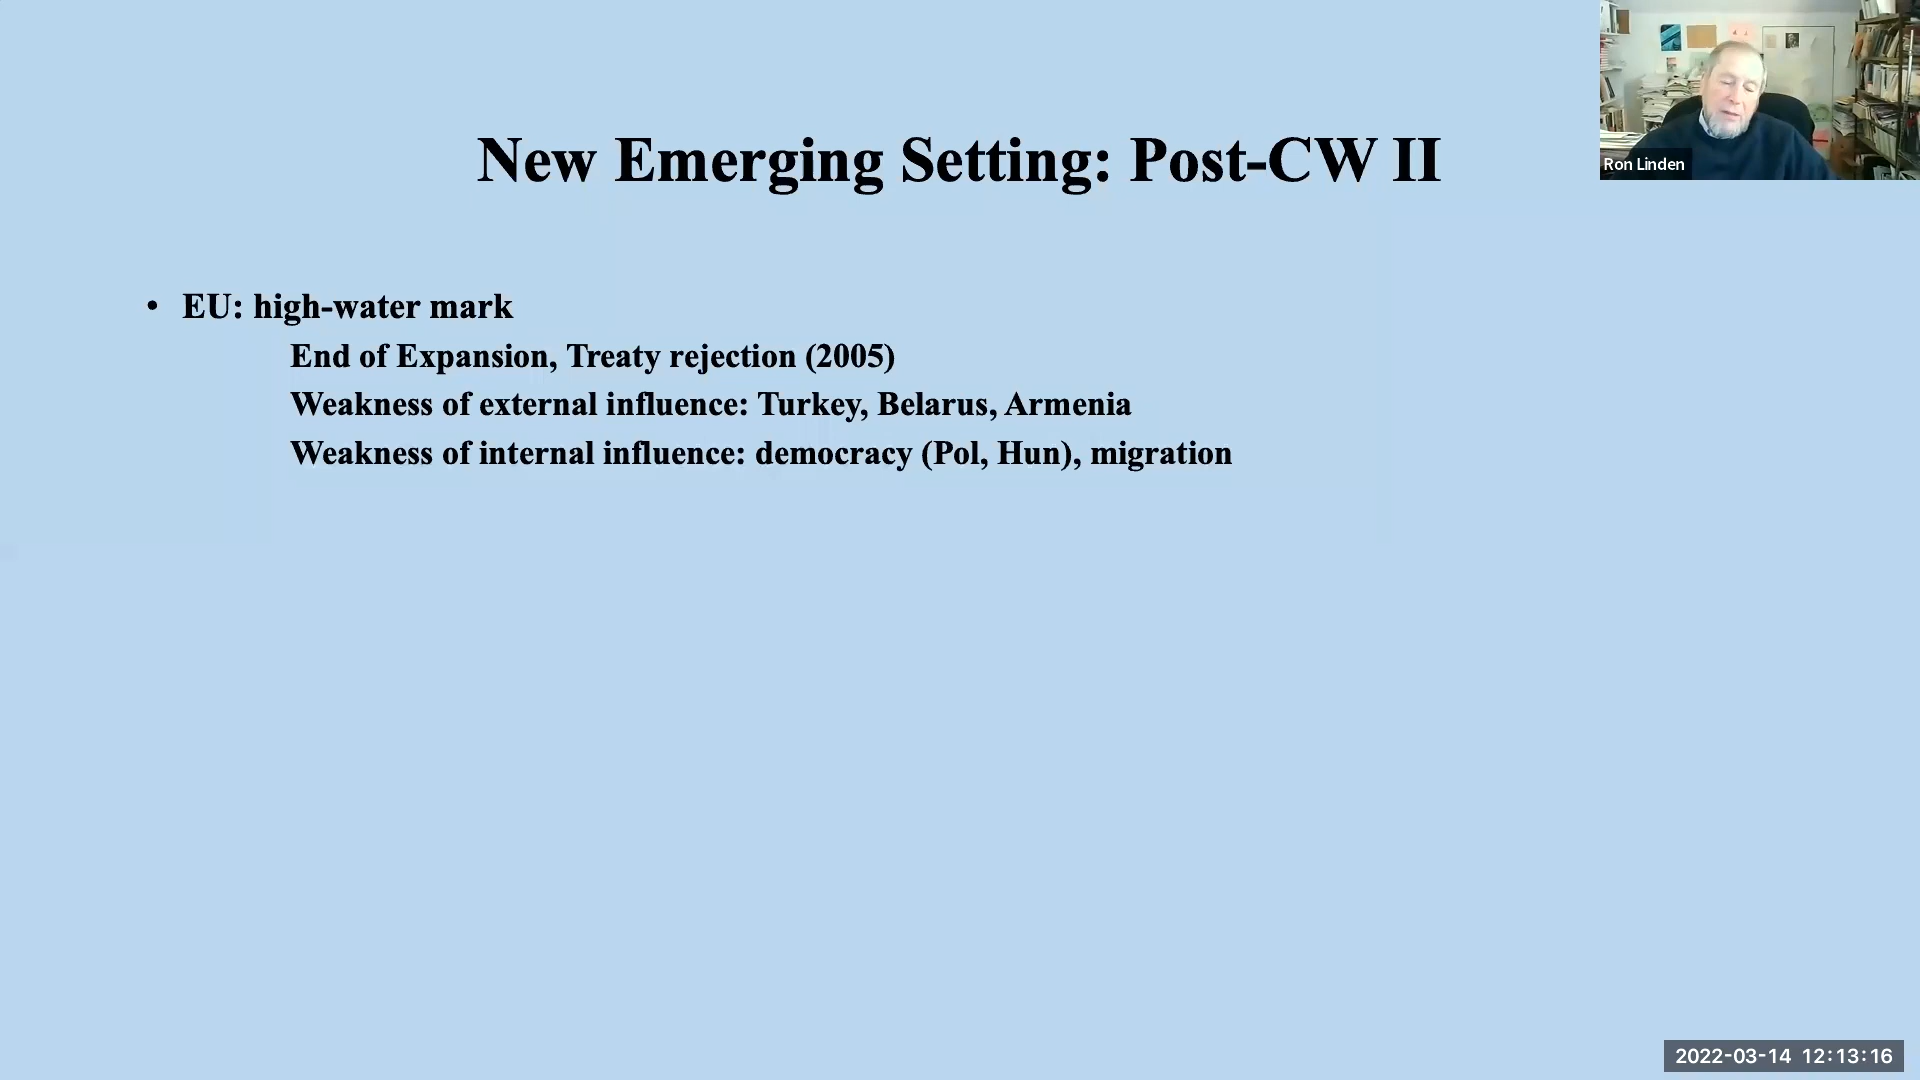 New Emerging Setting: Post-CW II
Ron Linden
• EU: high-water mark
End of Expansion, Treaty rejection (2005)
Weakness of external influence: Turkey, Belarus, Armenia
Weakness of internal influence: democracy (Pol, Hun), migration
2022-03-14 12:13:16